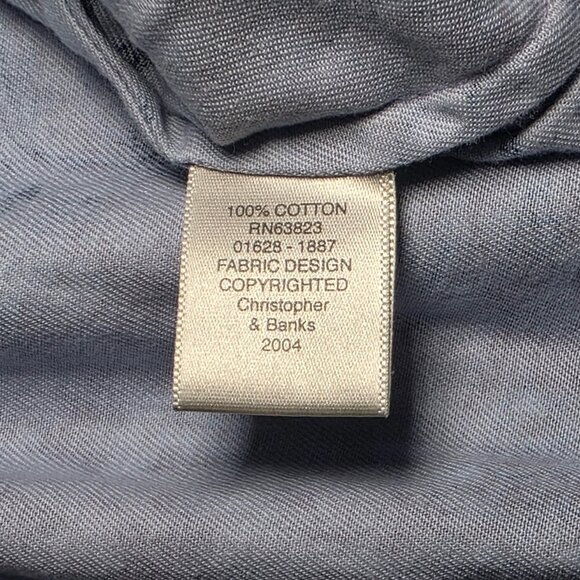 100% COTTON
RN63823
01628 - 1887
FABRIC DESIGN
COPYRIGHTED
Christopher
& Banks
2004